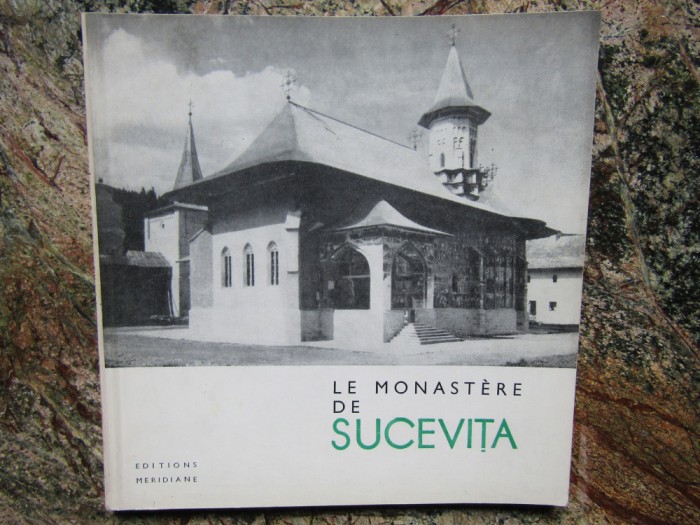 LE MONASTÈRE
DE
SUCEVIȚA
EDITIONS
MERIDIANE